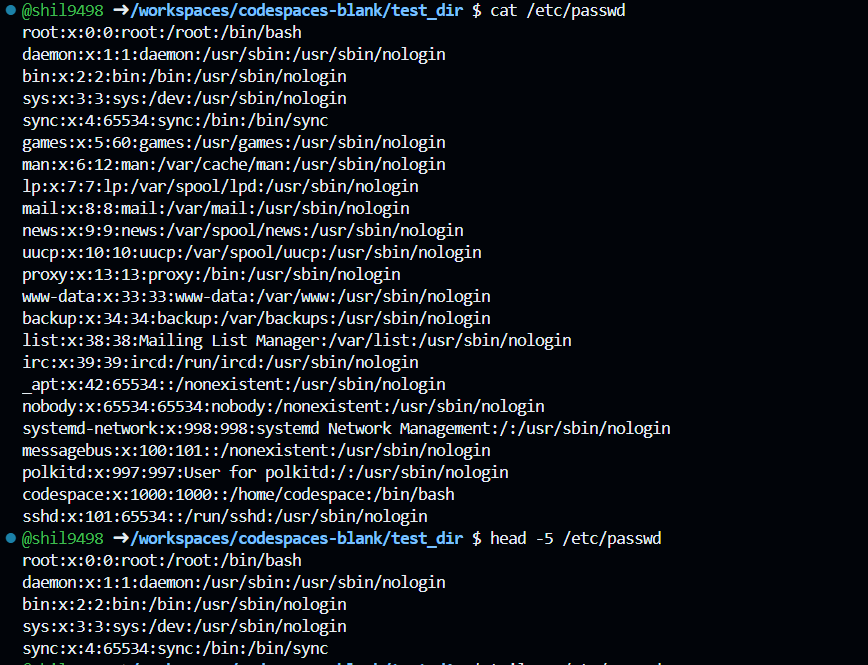 @shil9498 ➜/workspaces/codespaces-blank/test_dir $ cat /etc/passwd
root:x:0:0:root:/root:/bin/bash
daemon:x:1:1:daemon:/usr/sbin:/usr/sbin/nologin
bin:x:2:2:bin:/bin:/usr/sbin/nologin
sys:x:3:3:sys:/dev:/usr/sbin/nologin
sync:x:4:65534:sync:/bin:/bin/sync
games:x:5:60:games:/usr/games:/usr/sbin/nologin
man:x:6:12:man:/var/cache/man:/usr/sbin/nologin
lp:x:7:7:lp:/var/spool/lpd:/usr/sbin/nologin
mail:x:8:8:mail:/var/mail:/usr/sbin/nologin
news:x:9:9:news:/var/spool/news:/usr/sbin/nologin
uucp:x:10:10:uucp:/var/spool/uucp:/usr/sbin/nologin
proxy:x:13:13:proxy:/bin:/usr/sbin/nologin
www-data:x:33:33:www-data:/var/www:/usr/sbin/nologin
backup:x:34:34:backup:/var/backups:/usr/sbin/nologin
list:x:38:38:Mailing List Manager:/var/list:/usr/sbin/nologin
irc:x:39:39:ircd:/run/ircd:/usr/sbin/nologin
_apt:x:42:65534::/nonexistent:/usr/sbin/nologin
nobody:x:65534:65534:nobody:/nonexistent:/usr/sbin/nologin
systemd-network:x:998:998:systemd Network Management:/:/usr/sbin/nologin
messagebus:x:100:101::/nonexistent:/usr/sbin/nologin
polkitd:x:997:997:User for polkitd:/:/usr/sbin/nologin
codespace:x:1000:1000::/home/codespace:/bin/bash
sshd:x:101:65534::/run/sshd:/usr/sbin/nologin
@shil9498 ➜/workspaces/codespaces-blank/test_dir $ head -5 /etc/passwd
root:x:0:0:root:/root:/bin/bash
daemon:x:1:1:daemon:/usr/sbin:/usr/sbin/nologin
bin:x:2:2:bin:/bin:/usr/sbin/nologin
sys:x:3:3:sys:/dev:/usr/sbin/nologin
sync:x:4:65534:sync:/bin:/bin/sync